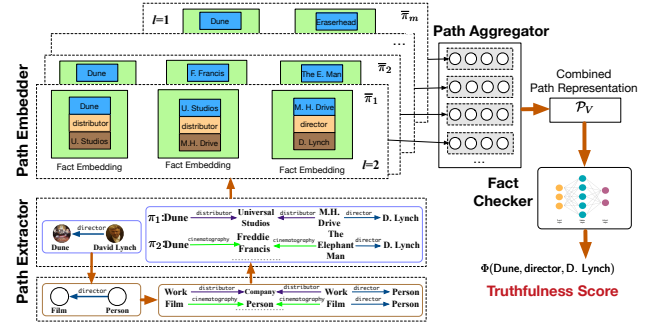 l=1
Dune
Eraserhead
π̅m
...
Dune
F. Francis
The E. Man
π̅2
Dune
distributor
U. Studios
U. Studios
distributor
M.H. Drive
M. H. Drive
director
D. Lynch
π̅1
Fact Embedding
Fact Embedding
Fact Embedding
l=2
Path Embedder
Path Aggregator
...
Combined
Path Representation
𝒫V
Fact
Checker
Φ(Dune, director, D. Lynch)
Truthfulness Score
Path Extractor
director
Dune
David Lynch
π1:Dune
distributor
Universal
Studios
distributor
M.H.
Drive
director
D. Lynch
π2:Dune
cinematography
Freddie
Francis
cinematography
The
Elephant
Man
director
D. Lynch
..............
director
Film
Person
Work
distributor
Company
distributor
Work
director
Person
Film
cinematography
Person
cinematography
Film
director
Person
..............